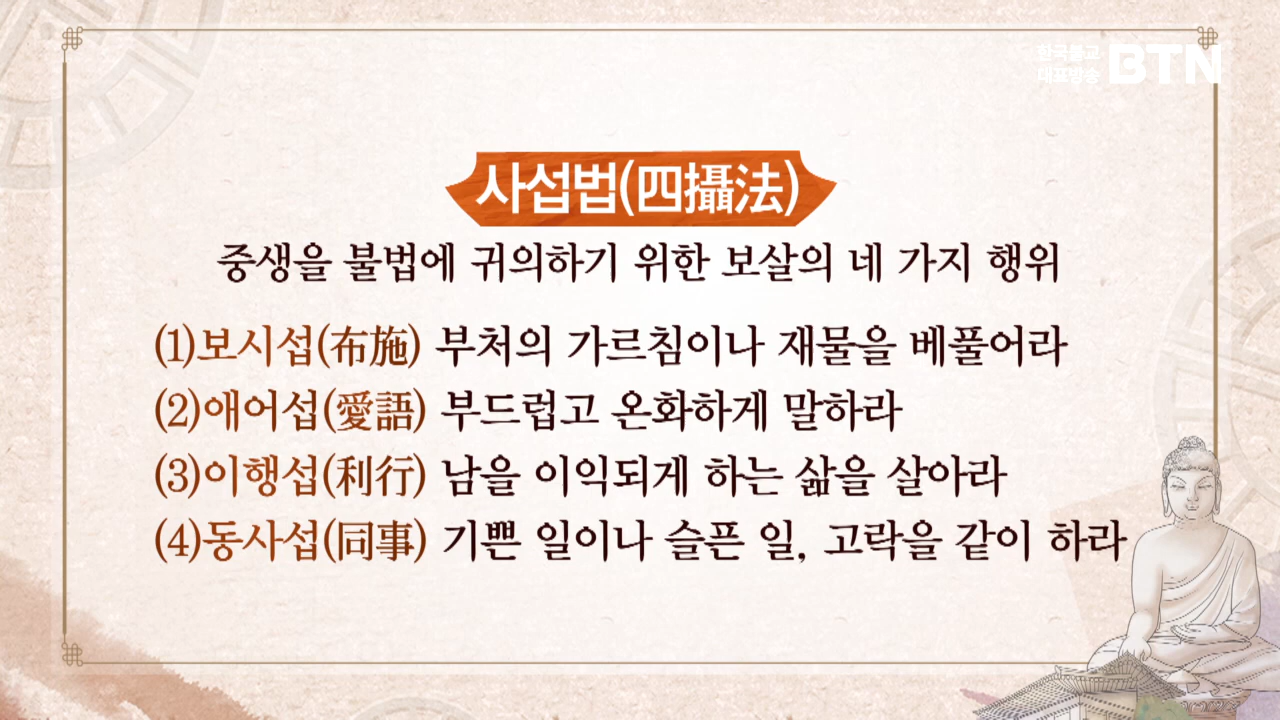 한국불교
대표방송 BTN
사섭법(四攝法)
중생을 불법에 귀의하기 위한 보살의 네 가지 행위
(1)보시섭(布施) 부처의 가르침이나 재물을 베풀어라
(2)애어섭(愛語) 부드럽고 온화하게 말하라
(3)이행섭(利行) 남을 이익되게 하는 삶을 살아라
(4)동사섭(同事) 기쁜 일이나 슬픈 일, 고락을 같이 하라